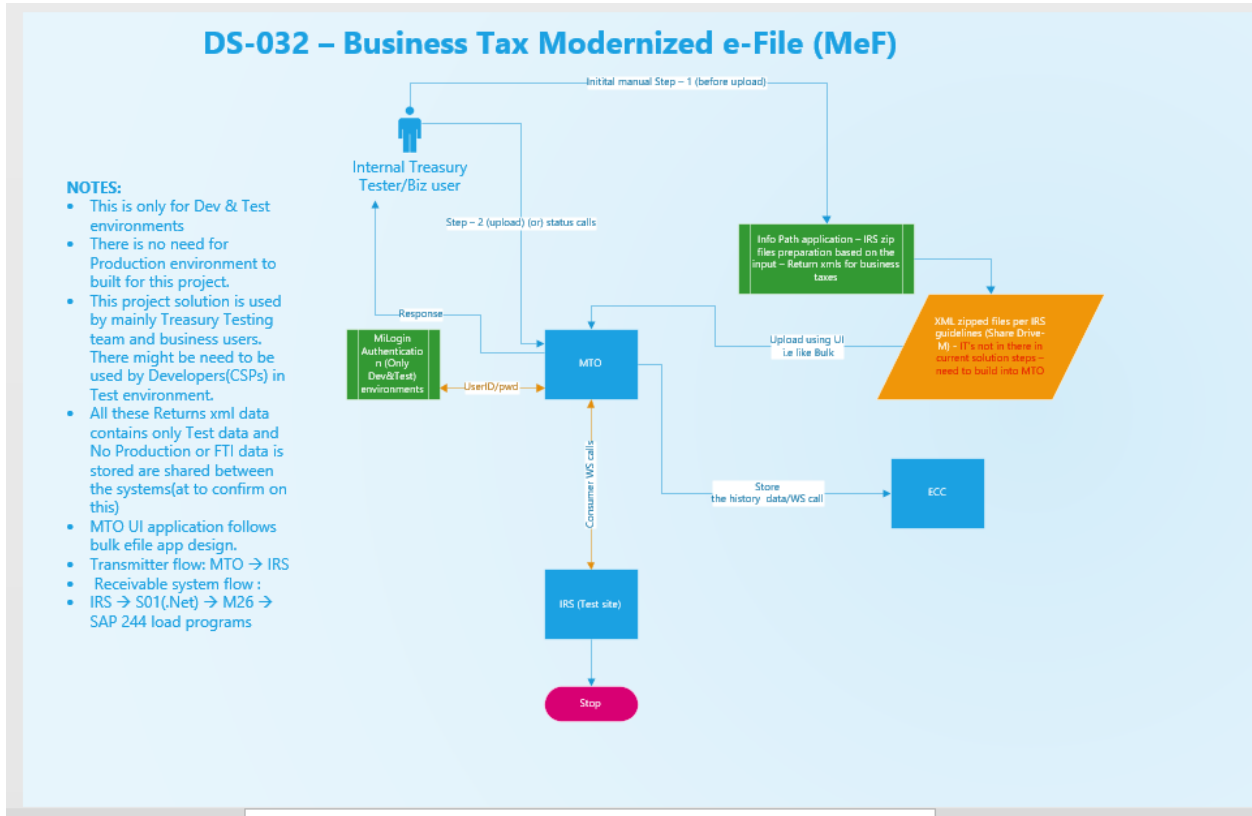 DS-032 – Business Tax Modernized e-File (MeF)
Initital manual Step – 1 (before upload)
Internal Treasury
Tester/Biz user
NOTES:
• This is only for Dev & Test
environments
• There is no need for
Production environment to
built for this project.
• This project solution is used
by mainly Treasury Testing
team and business users.
There might be need to be
used by Developers(CSPs) in
Test environment.
• All these Returns xml data
contains only Test data and
No Production or FTI data is
stored are shared between
the systems(at to confirm on
this)
• MTO UI application follows
bulk efile app design.
• Transmitter flow: MTO → IRS
• Receivable system flow :
• IRS → S01(.Net) → M26 →
SAP 244 load programs
Step – 2 (upload) (or) status calls
Info Path application – IRS zip
files preparation based on the
input – Return xmls for business
taxes
Response
MiLogin
Authenticatio
n (Only
Dev&Test)
environments
UserID/pwd
MTO
Upload using UI
i.e like Bulk
XML zipped files per IRS
guidelines (Share Drive-
M) - IT's not in there in
current solution steps –
need to build into MTO
Consumer WS calls
Store
the history data/WS call
ECC
IRS (Test site)
Stop